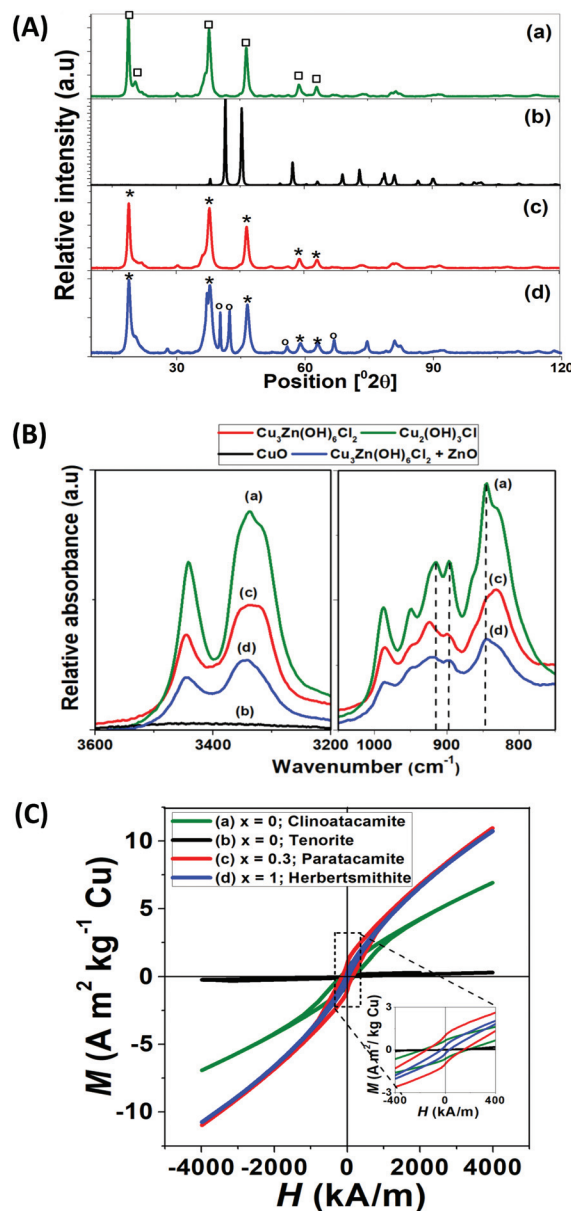 (A)
Relative intensity (a.u)
(a)
(b)
(c)
* * * * *
(d)
* * o o * o * * o
30 60 90 120
Position [°2θ]
(B)
Cu3Zn(OH)6Cl2 Cu2(OH)3Cl
CuO Cu3Zn(OH)6Cl2 + ZnO
Relative absorbance (a.u)
(a)
(c)
(d)
(b)
(a)
(c)
(d)
3600 3400 3200 1000 900 800
Wavenumber (cm⁻¹)
(C)
(a) x = 0; Clinoatacamite
(b) x = 0; Tenorite
(c) x = 0.3; Paratacamite
(d) x = 1; Herbertsmithite
M (A m² kg⁻¹ Cu)
10
5
0
-5
-10
M (A m²/ kg Cu)
3
0
-3
-400 0 400
H (kA/m)
-4000 -2000 0 2000 4000
H (kA/m)